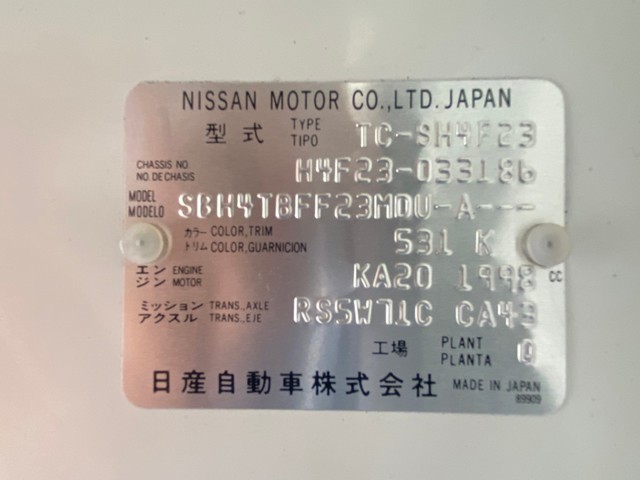 NISSAN MOTOR CO.,LTD. JAPAN
型式 TYPE TIPO TC-SH4F23
CHASSIS NO. NO. DE CHASIS H4F23-033186
MODEL MODELO SBH4TBFF23MDU-A---
カラー COLOR,TRIM トリム COLOR,GUARNICION 531 K
エンジン ENGINE MOTOR KA20 1998 CC
ミッション TRANS., AXLE アクスル TRANS., EJE RS5W71C CA43
工場 PLANT PLANTA Q
日産自動車株式会社 MADE IN JAPAN
89909